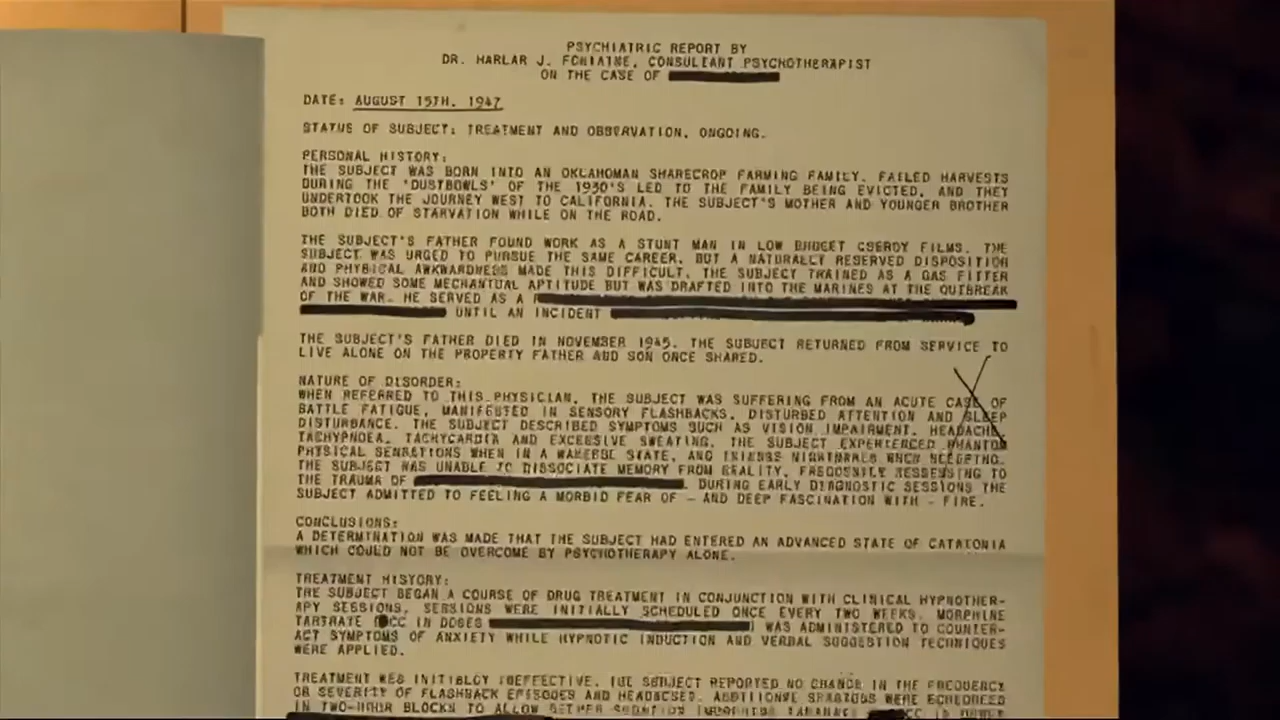 PSYCHIATRIC REPORT BY
DR. HARLAR J. FONTAINE, CONSULTANT PSYCHOTHERAPIST
ON THE CASE OF
DATE: AUGUST 15TH. 1947
STATUS OF SUBJECT: TREATMENT AND OBSERVATION, ONGOING.
PERSONAL HISTORY:
THE SUBJECT WAS BORN INTO AN OKLAHOMAN SHARECROP FARMING FAMILY. FAILED HARVESTS
DURING THE 'DUSTBOWLS' OF THE 1930'S LED TO THE FAMILY BEING EVICTED, AND THEY
UNDERTOOK THE JOURNEY WEST TO CALIFORNIA. THE SUBJECT'S MOTHER AND YOUNGER BROTHER
BOTH DIED OF STARVATION WHILE ON THE ROAD.
THE SUBJECT'S FATHER FOUND WORK AS A STUNT MAN IN LOW BUDGET CBERDY FILMS. THE
SUBJECT WAS URGED TO PURSUE THE SAME CAREER, BUT A NATURALLY RESERVED DISPOSITION
AND PHYSICAL AWKWARDNESS MADE THIS DIFFICULT. THE SUBJECT TRAINED AS A GAS FITTER
AND SHOWED SOME MECHANTUAL APTITUDE BUT WAS DRAFTED INTO THE MARINES AT THE OUTBREAK
OF THE WAR. HE SERVED AS A
UNTIL AN INCIDENT
THE SUBJECT'S FATHER DIED IN NOVEMBER 1945. THE SUBJECT RETURNED FROM SERVICE TO
LIVE ALONE ON THE PROPERTY FATHER AND SON ONCE SHARED.
NATURE OF DISORDER:
WHEN REFERRED TO THIS PHYSICIAN, THE SUBJECT WAS SUFFERING FROM AN ACUTE CASE OF
BATTLE FATIGUE, MANIFESTED IN SENSORY FLASHBACKS, DISTURBED ATTENTION AND SLEEP
DISTURBANCE. THE SUBJECT DESCRIBED SYMPTOMS SUCH AS VISION IMPAIRMENT, HEADACHE,
TACHYPNOEA, TACHYCARDIA AND EXCESSIVE SWEATING. THE SUBJECT EXPERIENCED PHANTOM
PHYSICAL SENSATIONS WHEN IN A WAKEFUL STATE, AND INTENSE NIGHTMARES WHEN SLEEPING.
THE SUBJECT WAS UNABLE TO DISSOCIATE MEMORY FROM REALITY, FREQUENTLY TO
THE TRAUMA OF DURING EARLY DIAGNOSTIC SESSIONS THE
SUBJECT ADMITTED TO FEELING A MORBID FEAR OF - AND DEEP FASCINATION WITH - FIRE.
CONCLUSIONS:
A DETERMINATION WAS MADE THAT THE SUBJECT HAD ENTERED AN ADVANCED STATE OF CATATONIA
WHICH COULD NOT BE OVERCOME BY PSYCHOTHERAPY ALONE.
TREATMENT HISTORY:
THE SUBJECT BEGAN A COURSE OF DRUG TREATMENT IN CONJUNCTION WITH CLINICAL HYPNOTHER-
APY SESSIONS. SESSIONS WERE INITIALLY SCHEDULED ONCE EVERY TWO WEEKS. MORPHINE
TARTRATE CC IN DOSES WAS ADMINISTERED TO COUNTER-
ACT SYMPTOMS OF ANXIETY WHILE HYPNOTIC INDUCTION AND VERBAL SUGGESTION TECHNIQUES
WERE APPLIED.
TREATMENT WAS INITIALLY INEFFECTIVE. THE SUBJECT REPORTED NO CHANGE IN THE FREQUENCY
OR SEVERITY OF FLASHBACK EPISODES AND WERE
IN TWO-HOUR BLOCKS TO ALLOW